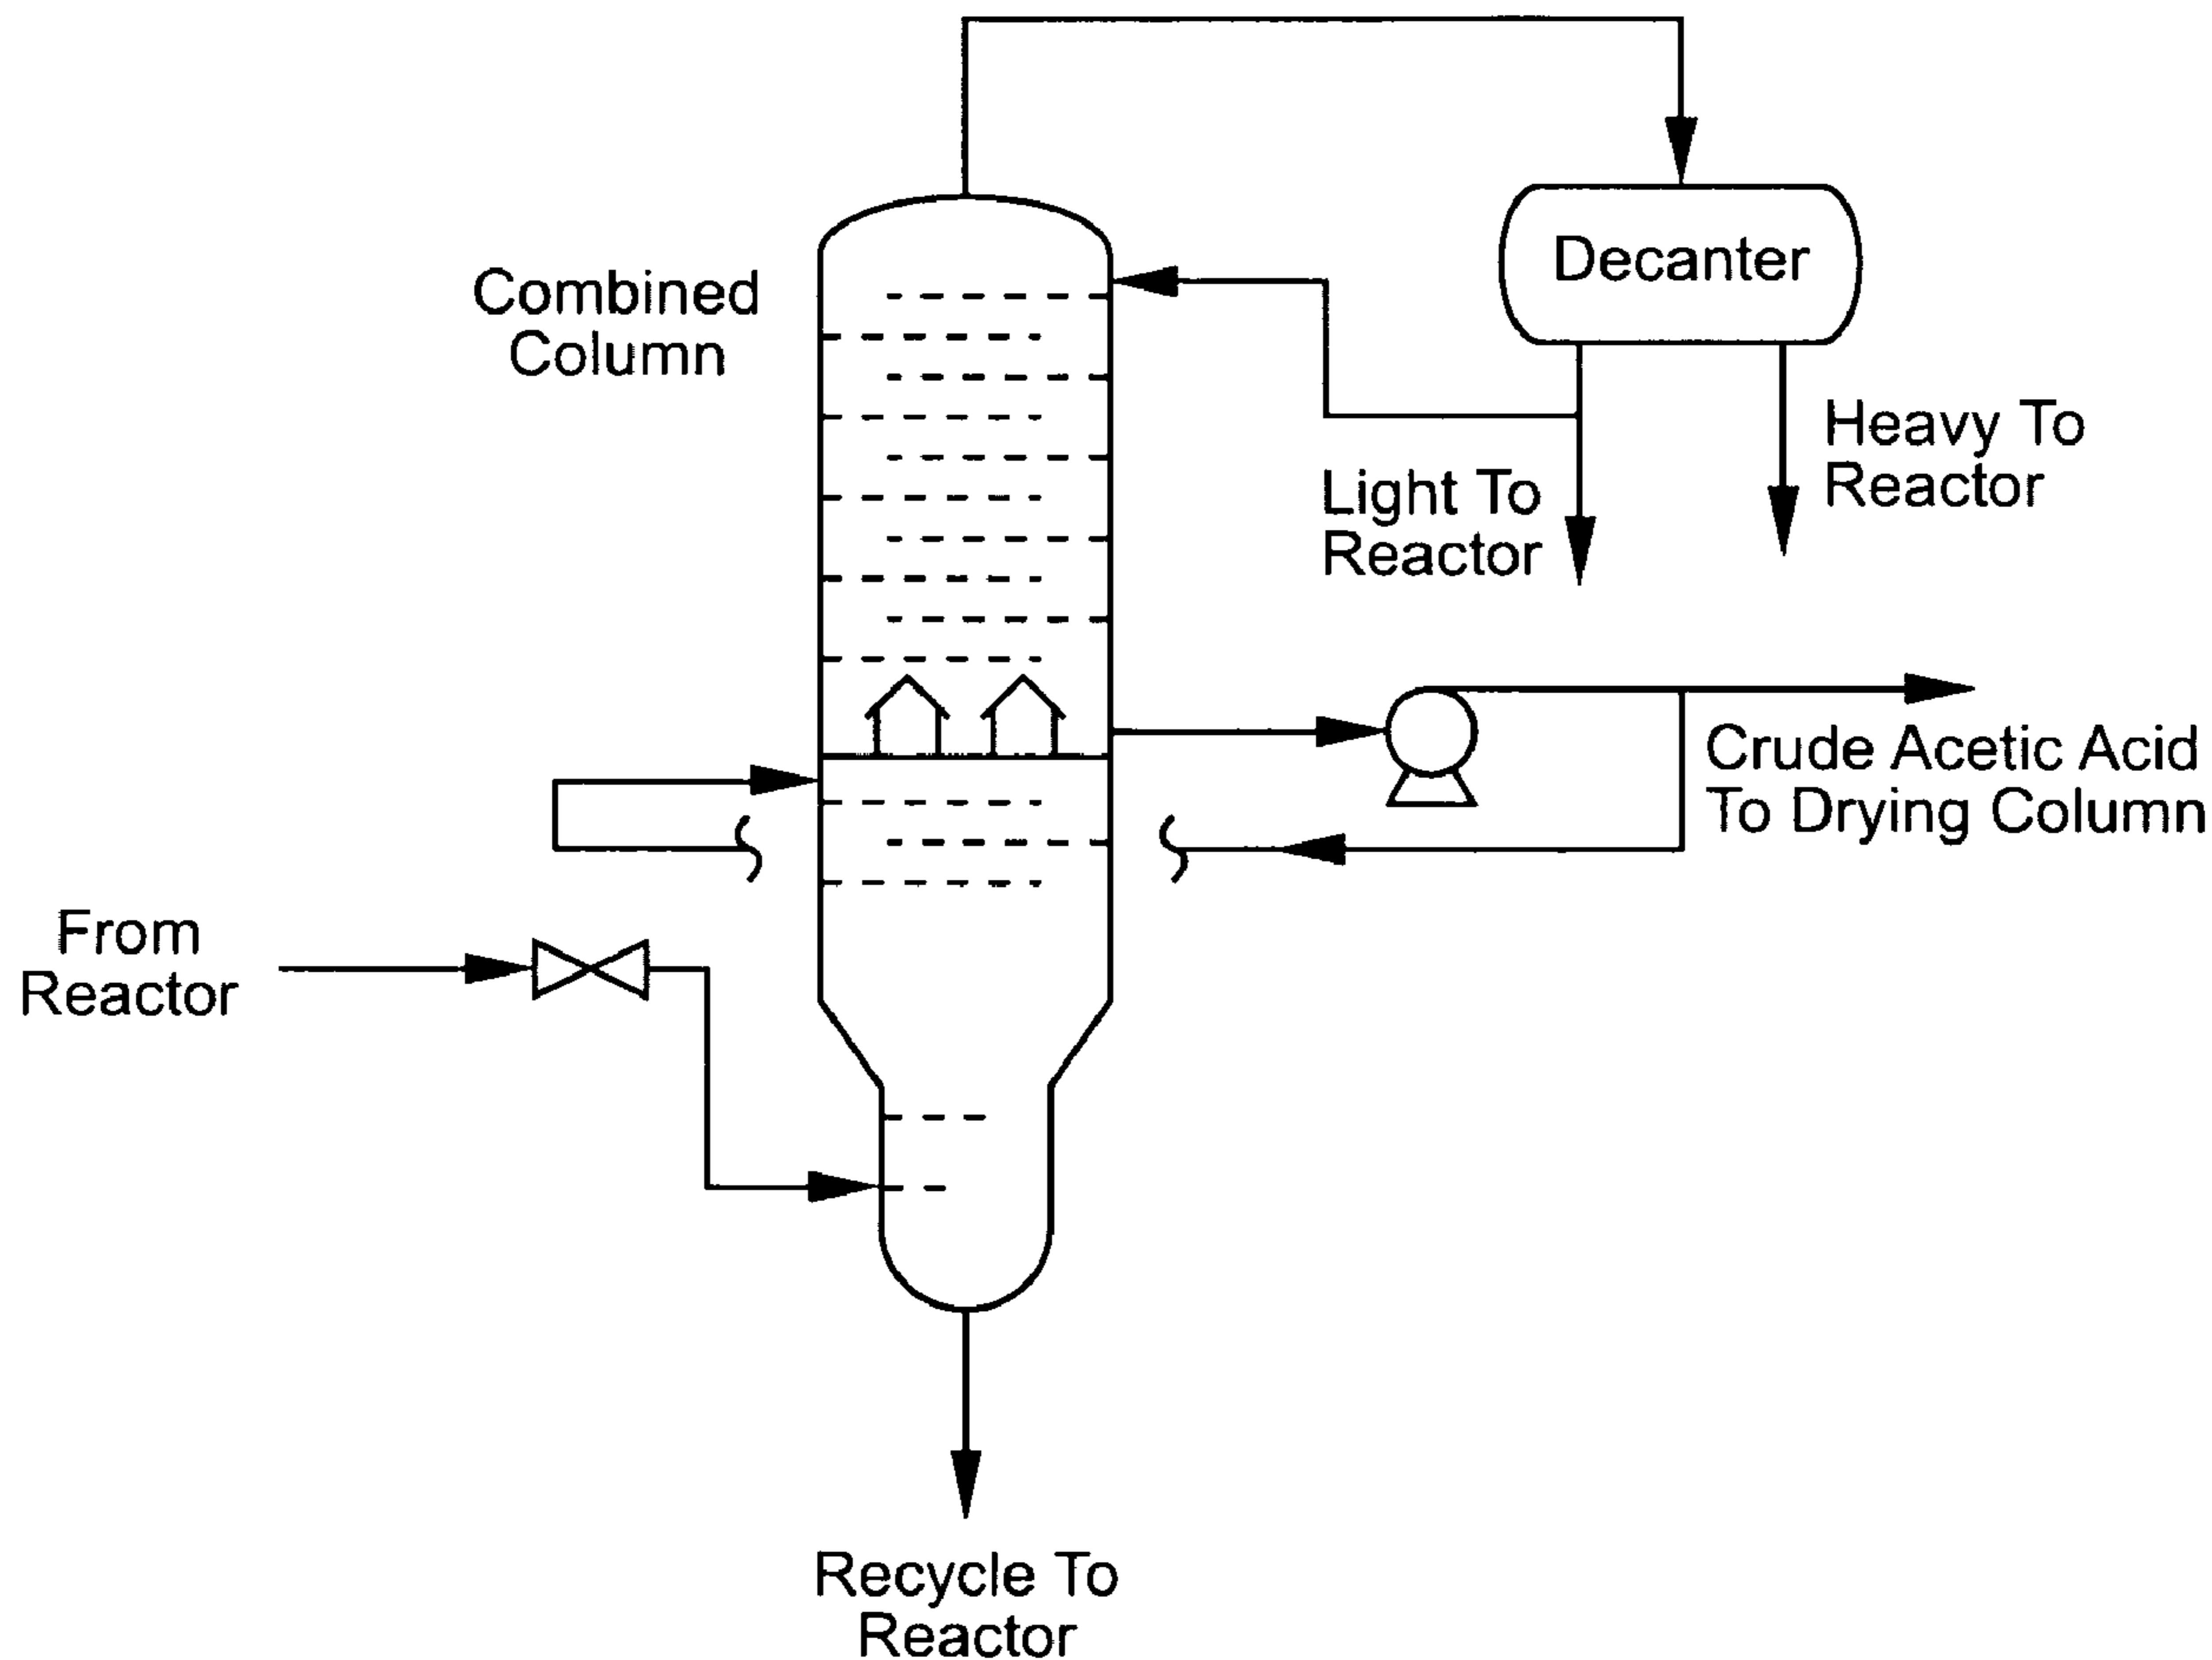 Combined
Column
Decanter
Heavy To
Reactor
Light To
Reactor
Crude Acetic Acid
To Drying Column
From
Reactor
Recycle To
Reactor